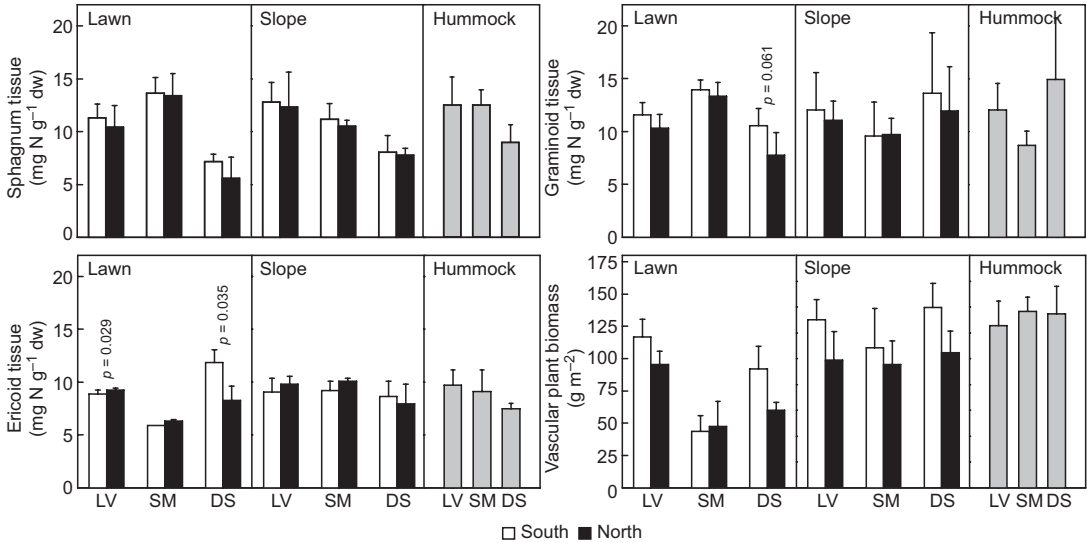 Lawn Slope Hummock
20
15
10
5
0
Sphagnum tissue
(mg N g⁻¹ dw)
Lawn Slope Hummock
20
15
10
5
0
Graminoid tissue
(mg N g⁻¹ dw)
p = 0.061
Lawn Slope Hummock
20
15
10
5
0
Ericoid tissue
(mg N g⁻¹ dw)
p = 0.029
p = 0.035
LV SM DS LV SM DS LV SM DS
Lawn Slope Hummock
175
150
125
100
75
50
25
0
Vascular plant biomass
(g m⁻²)
LV SM DS LV SM DS LV SM DS
South North